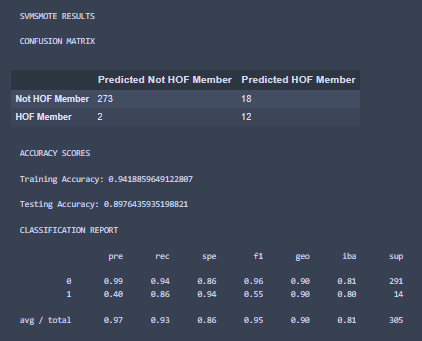 SVMSMOTE RESULTS
CONFUSION MATRIX
Predicted Not HOF Member Predicted HOF Member
Not HOF Member 273 18
HOF Member 2 12
ACCURACY SCORES
Training Accuracy: 0.9418859649122807
Testing Accuracy: 0.8976435935198821
CLASSIFICATION REPORT
pre rec spe f1 geo iba sup
0 0.99 0.94 0.86 0.96 0.90 0.81 291
1 0.40 0.86 0.94 0.55 0.90 0.80 14
avg / total 0.97 0.93 0.86 0.95 0.90 0.81 305